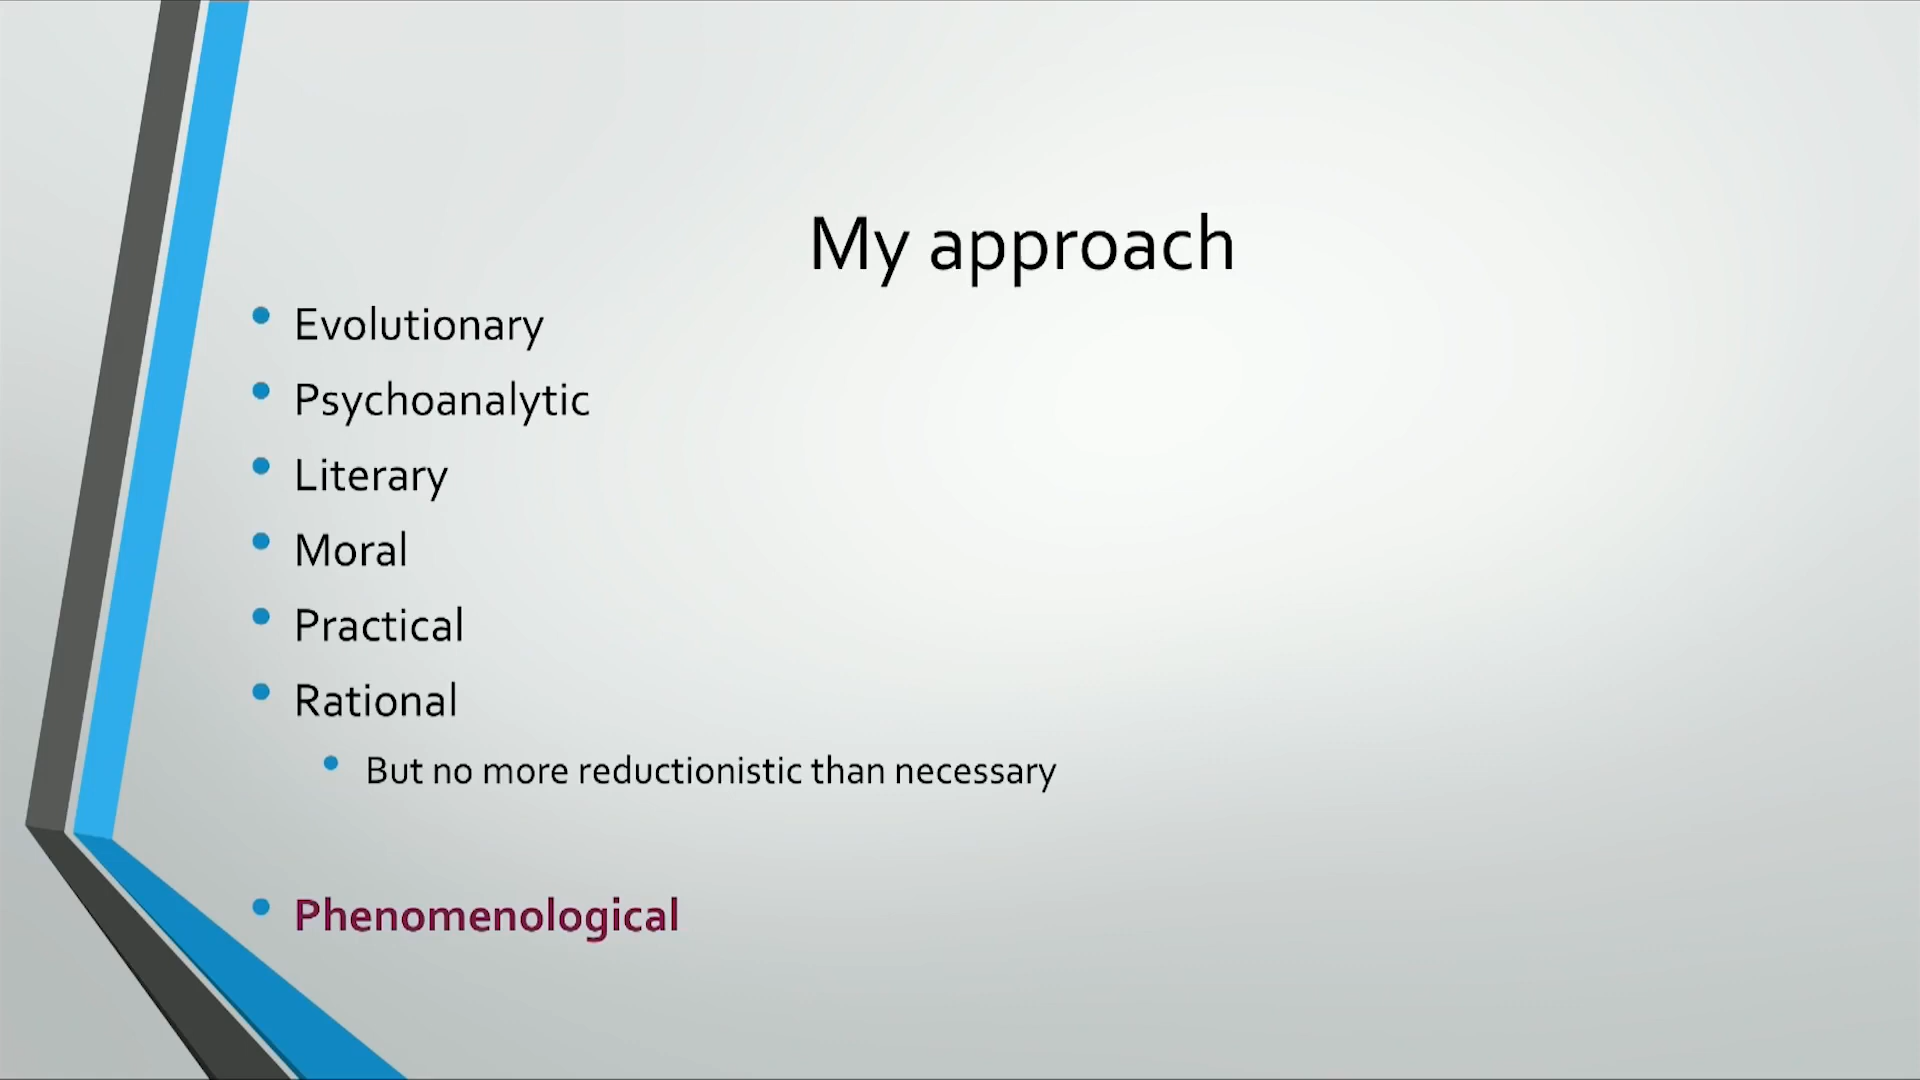 My approach
Evolutionary
Psychoanalytic
Literary
Moral
Practical
Rational
But no more reductionistic than necessary
Phenomenological